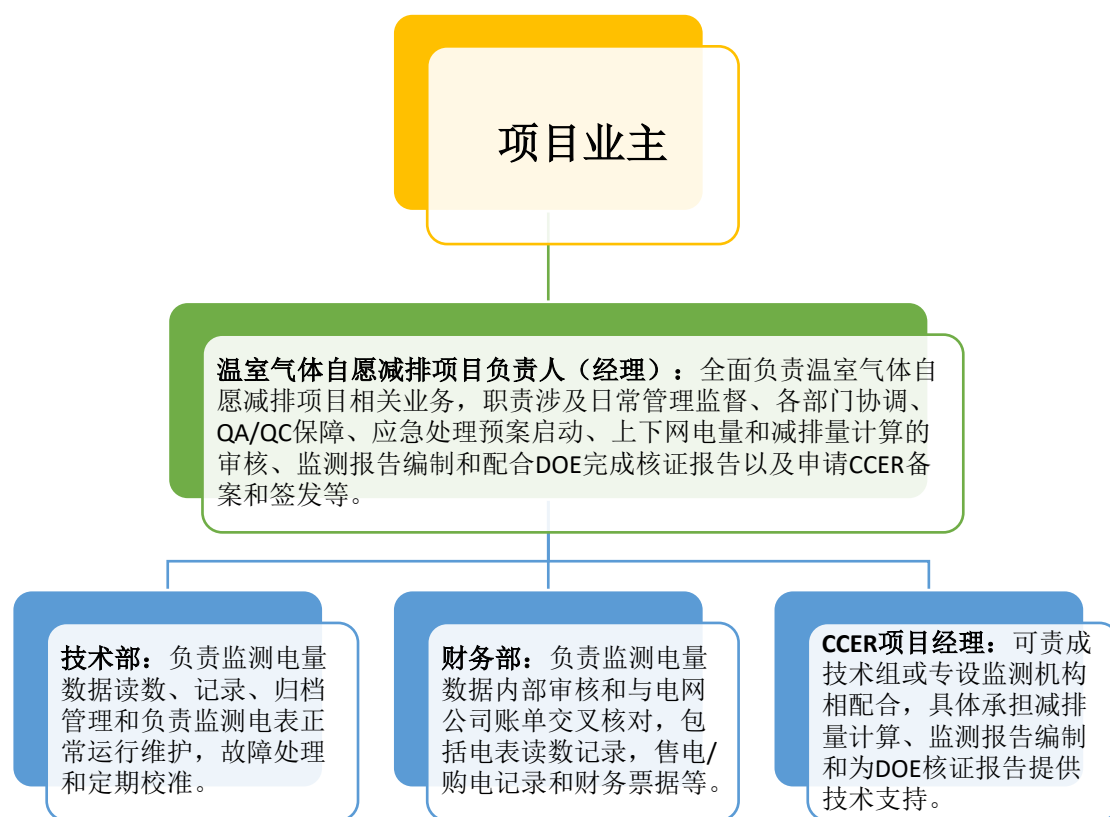 项目业主
温室气体自愿减排项目负责人（经理）：全面负责温室气体自
愿减排项目相关业务，职责涉及日常管理监督、各部门协调、
QA/QC保障、应急处理预案启动、上下网电量和减排量计算的
审核、监测报告编制和配合DOE完成核证报告以及申请CCER备
案和签发等。
技术部：负责监测电量
数据读数、记录、归档
管理和负责监测电表正
常运行维护，故障处理
和定期校准。
财务部：负责监测电量
数据内部审核和与电网
公司账单交叉核对，包
括电表读数记录，售电/
购电记录和财务票据等。
CCER项目经理：可责成
技术组或专设监测机构
相配合，具体承担减排
量计算、监测报告编制
和为DOE核证报告提供
技术支持。